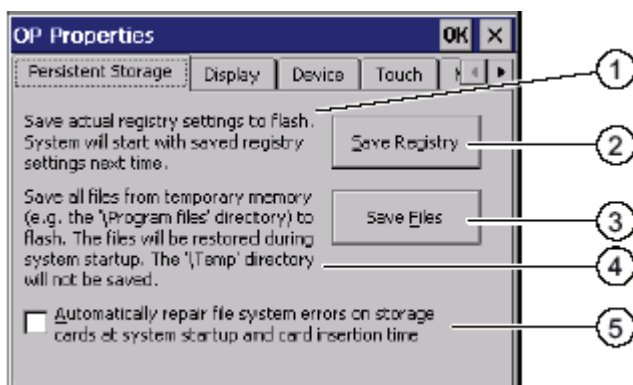 OP Properties OK ×
Persistent Storage Display Device Touch
1
Save actual registry settings to flash.
System will start with saved registry
settings next time.
Save Registry
2
Save all files from temporary memory
(e.g. the '\Program files' directory) to
flash. The files will be restored during
system startup. The '\Temp' directory
will not be saved.
Save Files
3
4
Automatically repair file system errors on storage
cards at system startup and card insertion time
5